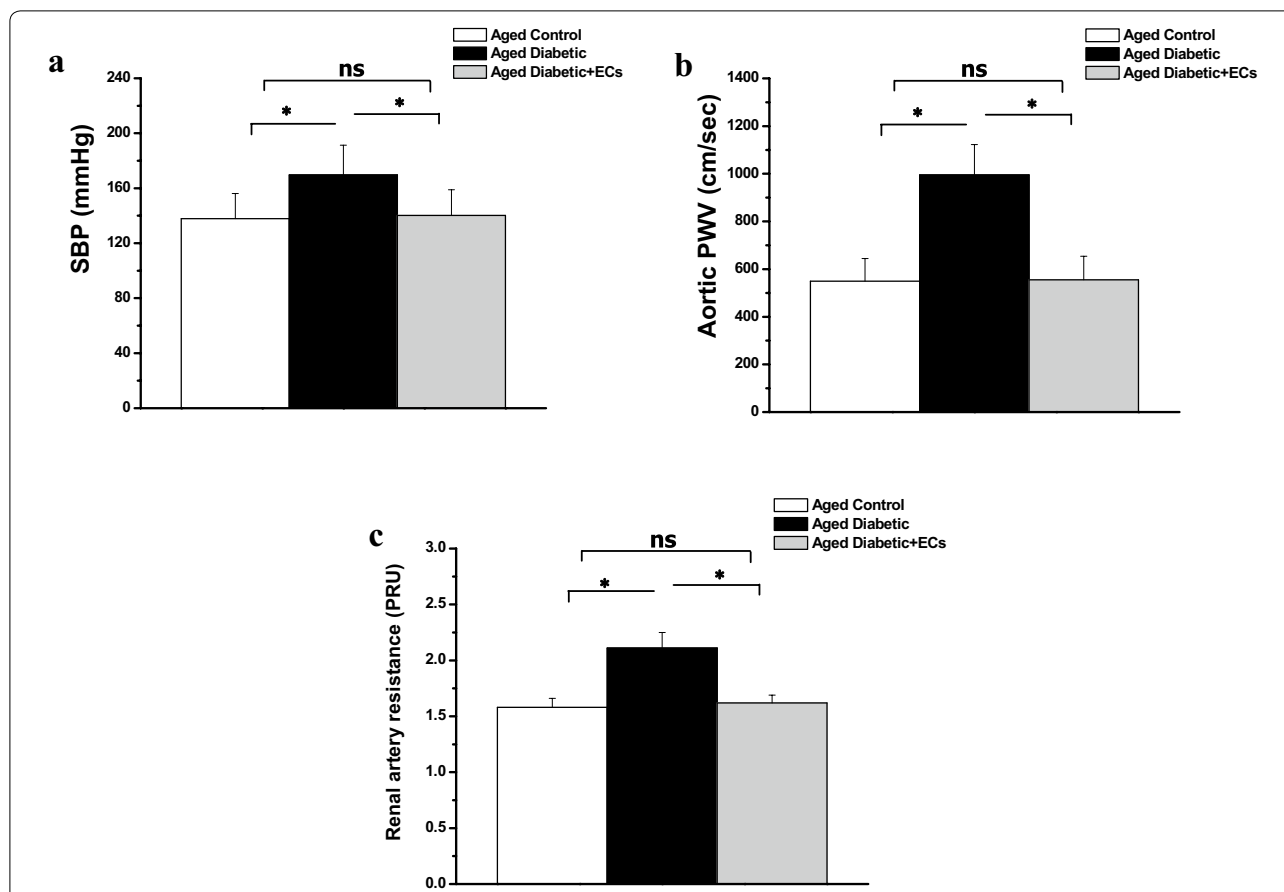 a
Aged Control
Aged Diabetic
Aged Diabetic+ECs
ns
*
*
SBP (mmHg)
240
200
160
120
80
40
0
b
Aged Control
Aged Diabetic
Aged Diabetic+ECs
ns
*
*
Aortic PWV (cm/sec)
1400
1200
1000
800
600
400
200
0
c
Aged Control
Aged Diabetic
Aged Diabetic+ECs
ns
*
*
Renal artery resistance (PRU)
3.0
2.5
2.0
1.5
1.0
0.5
0.0